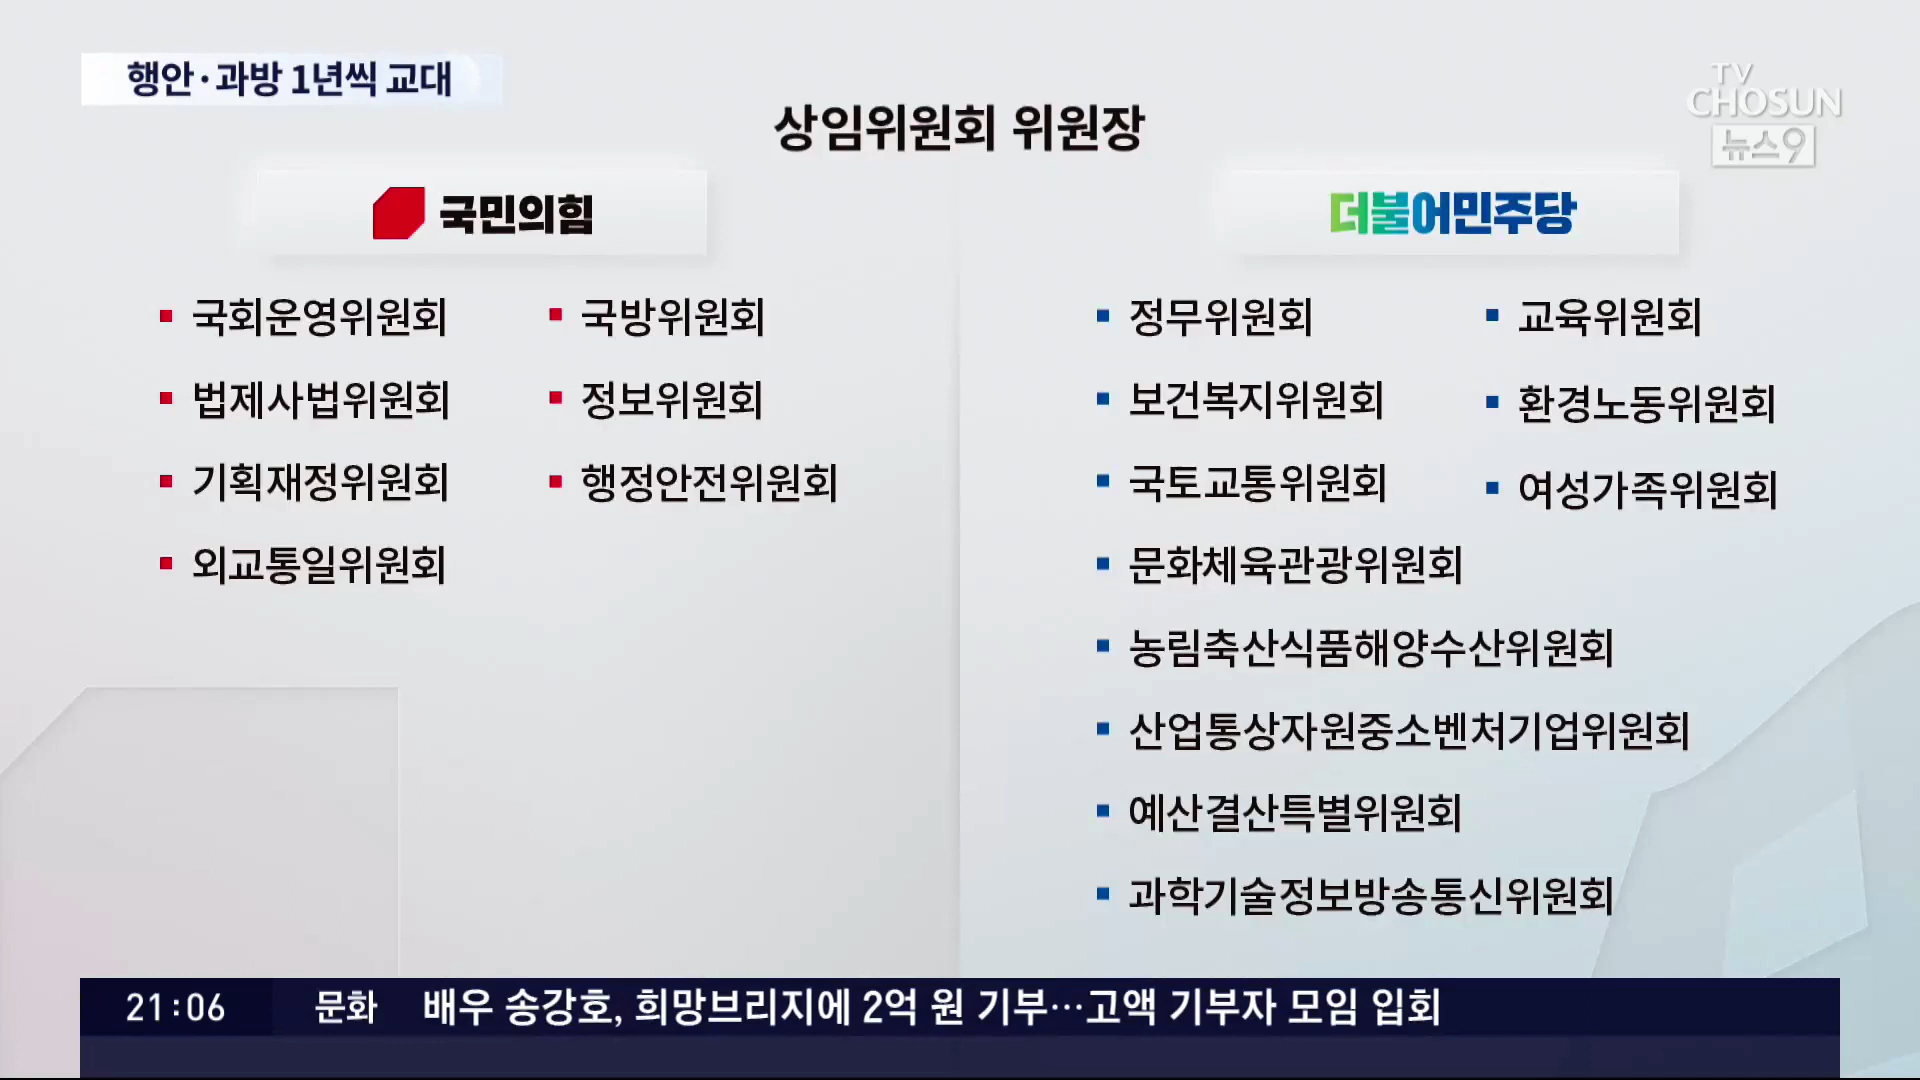 행안·과방 1년씩 교대
TV
CHOSUN
뉴스9
상임위원회 위원장
국민의힘
국회운영위원회
법제사법위원회
기획재정위원회
외교통일위원회
국방위원회
정보위원회
행정안전위원회
더불어민주당
정무위원회
보건복지위원회
국토교통위원회
문화체육관광위원회
농림축산식품해양수산위원회
산업통상자원중소벤처기업위원회
예산결산특별위원회
과학기술정보방송통신위원회
교육위원회
환경노동위원회
여성가족위원회
21:06 문화 배우 송강호, 희망브리지에 2억 원 기부…고액 기부자 모임 입회